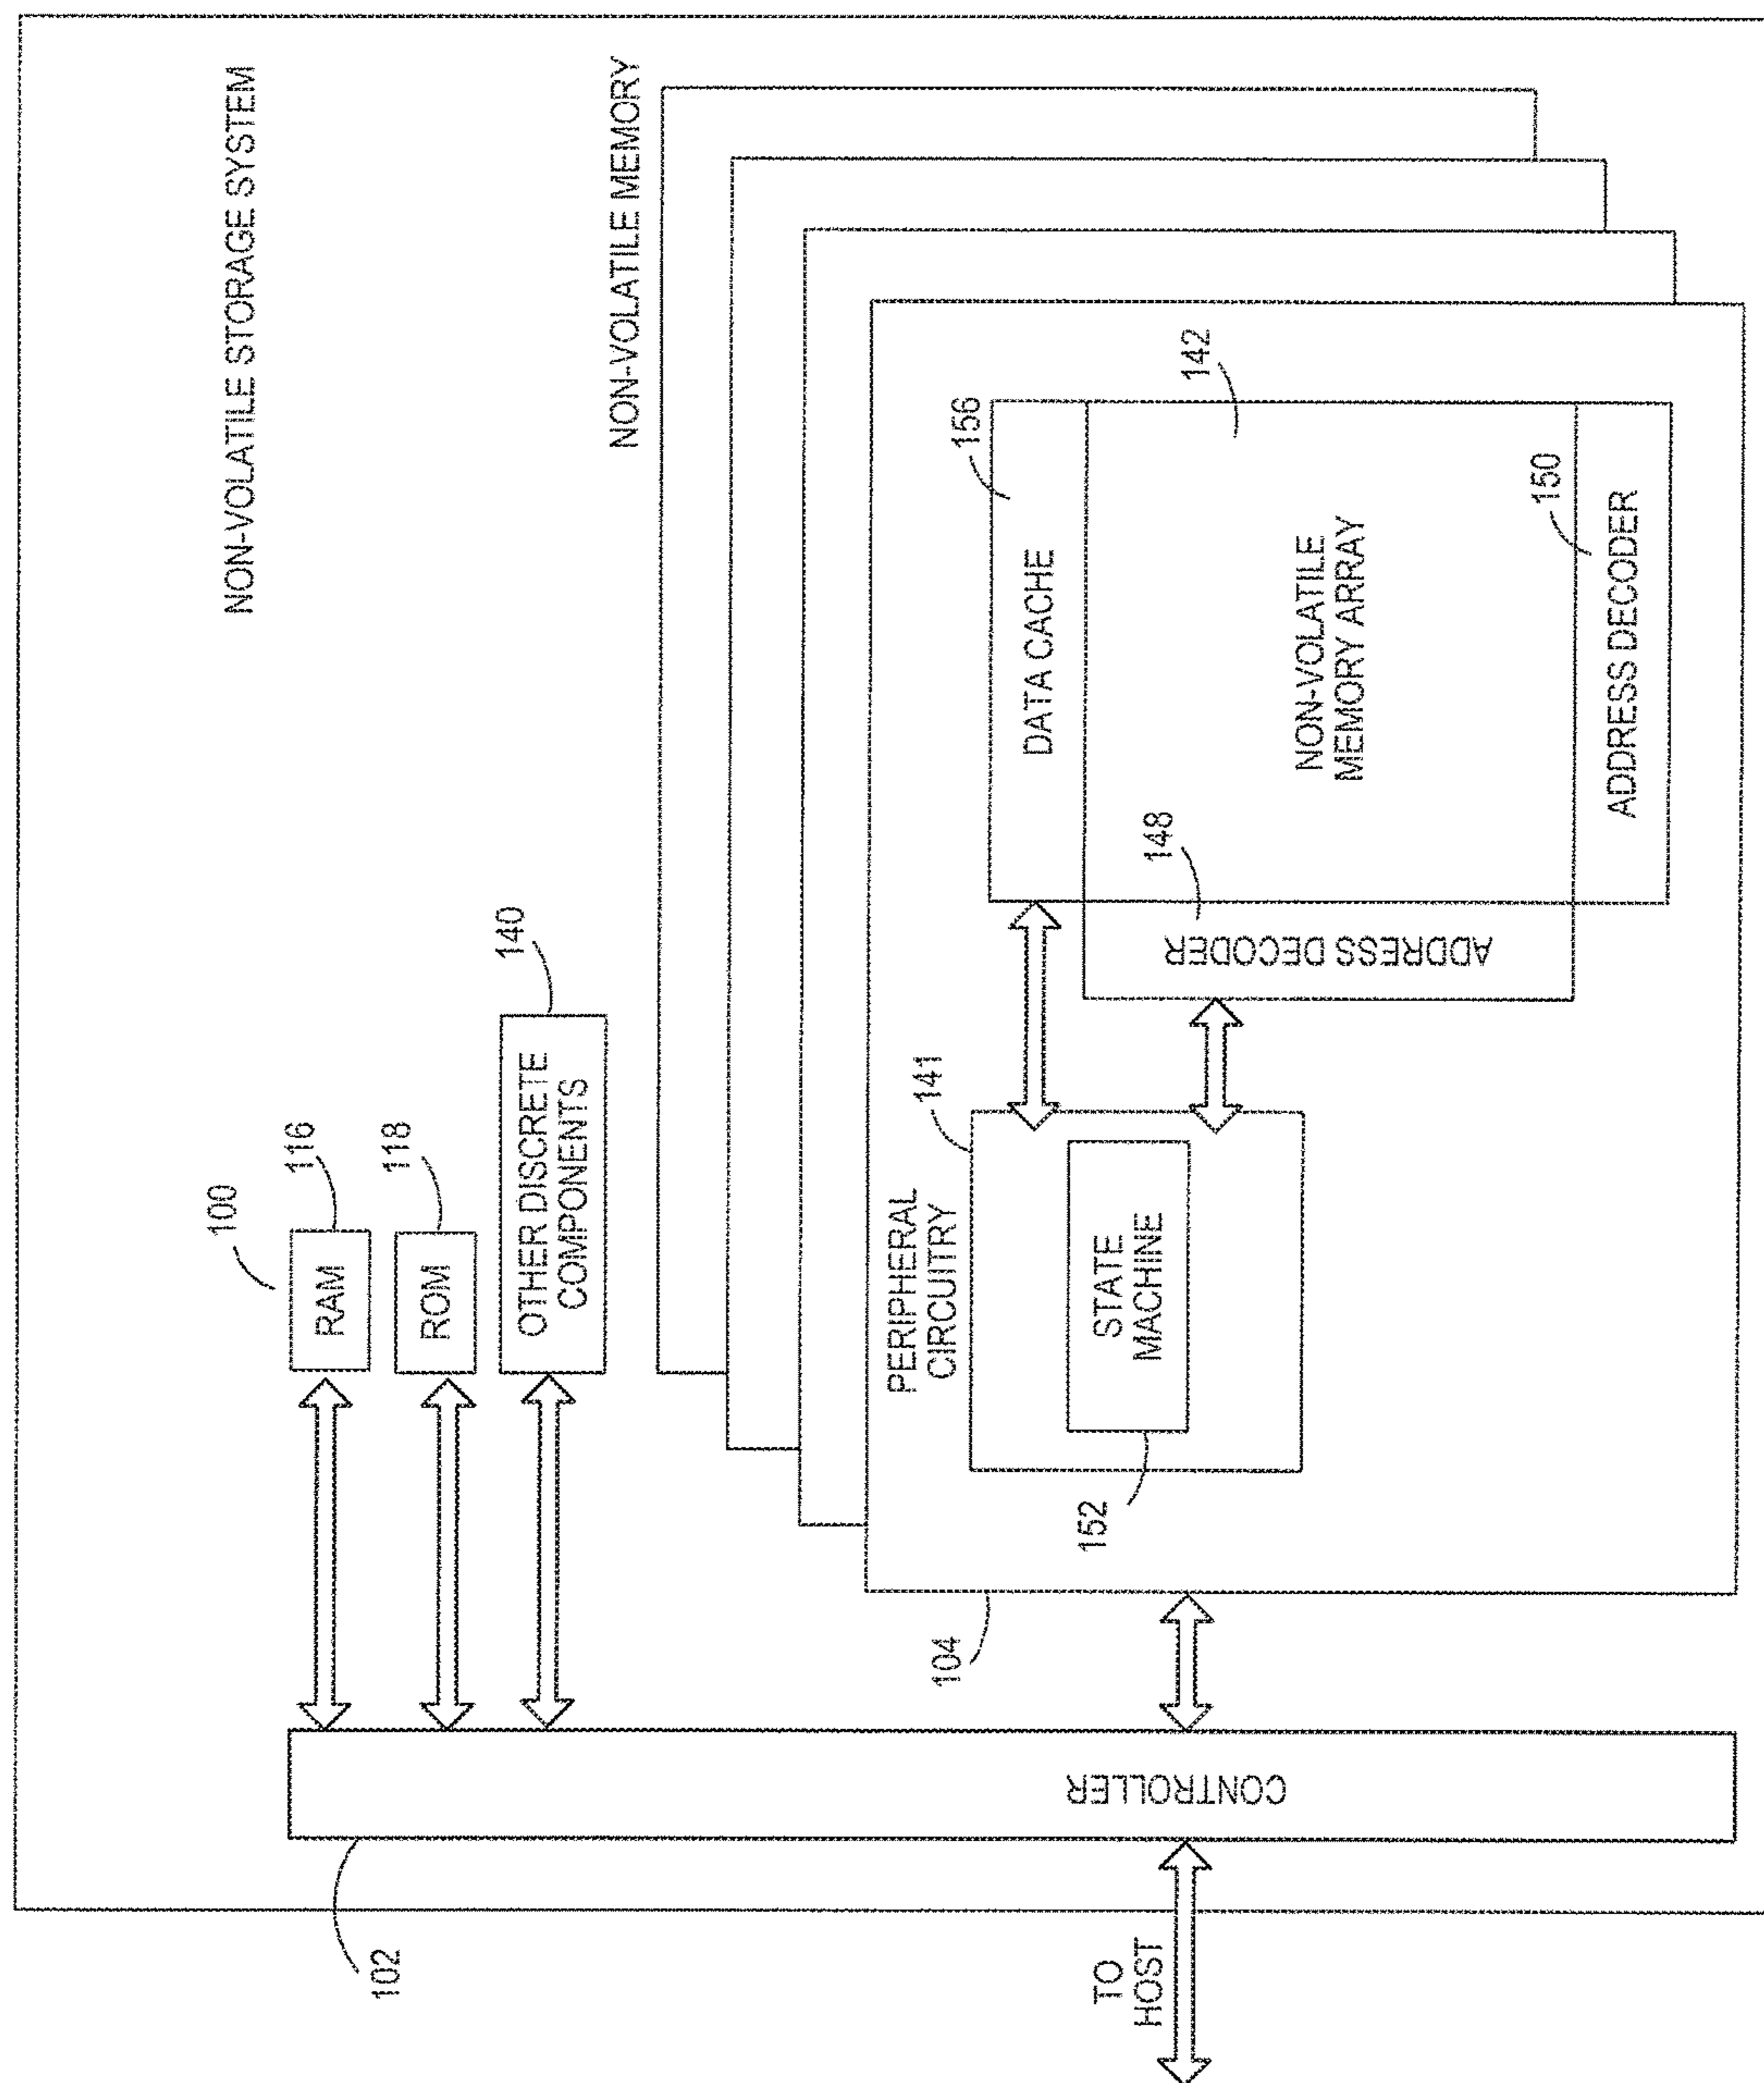 NON-VOLATILE STORAGE SYSTEM
100
116
RAM
118
ROM
140
OTHER DISCRETE
COMPONENTS
102
CONTROLLER
TO
HOST
NON-VOLATILE MEMORY
104
PERIPHERAL
CIRCUITRY
141
STATE
MACHINE
152
156
DATA CACHE
148
ADDRESS DECODER
142
NON-VOLATILE
MEMORY ARRAY
150
ADDRESS DECODER